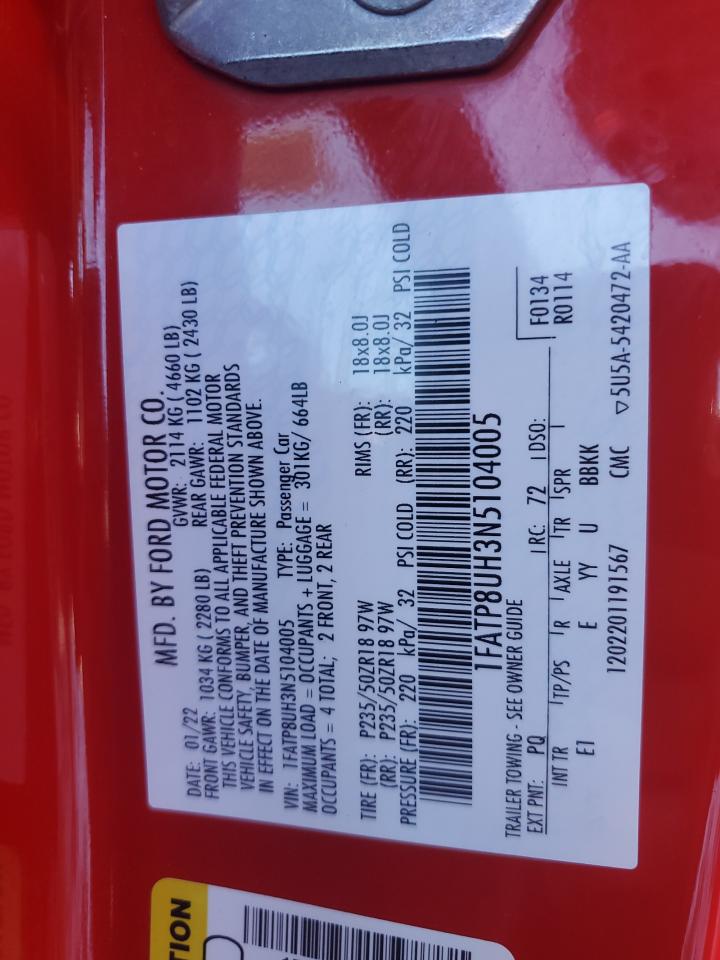 MFD. BY FORD MOTOR CO.
DATE: 01/22 GVWR: 2114 KG ( 4660 LB)
FRONT GAWR: 1034 KG ( 2280 LB) REAR GAWR: 1102 KG ( 2430 LB)
THIS VEHICLE CONFORMS TO ALL APPLICABLE FEDERAL MOTOR
VEHICLE SAFETY, BUMPER, AND THEFT PREVENTION STANDARDS
IN EFFECT ON THE DATE OF MANUFACTURE SHOWN ABOVE.
VIN: 1FATP8UH3N5104005 TYPE: Passenger Car
MAXIMUM LOAD = OCCUPANTS + LUGGAGE = 301KG/ 664LB
OCCUPANTS = 4 TOTAL; 2 FRONT, 2 REAR
TIRE (FR): P235/50ZR18 97W RIMS (FR): 18x8.0J
(RR): P235/50ZR18 97W (RR): 18x8.0J
PRESSURE (FR): 220 kPa/ 32 PSI COLD (RR): 220 kPa/ 32 PSI COLD
1FATP8UH3N5104005
TRAILER TOWING - SEE OWNER GUIDE
F0134
EXT PNT: PQ RC: 72 DSO: R0114
INT TR TP/PS R AXLE TR SPR
E1 E YY U BBKK
1202201191567 CMC ▽5U5A-5420472-AA
TION